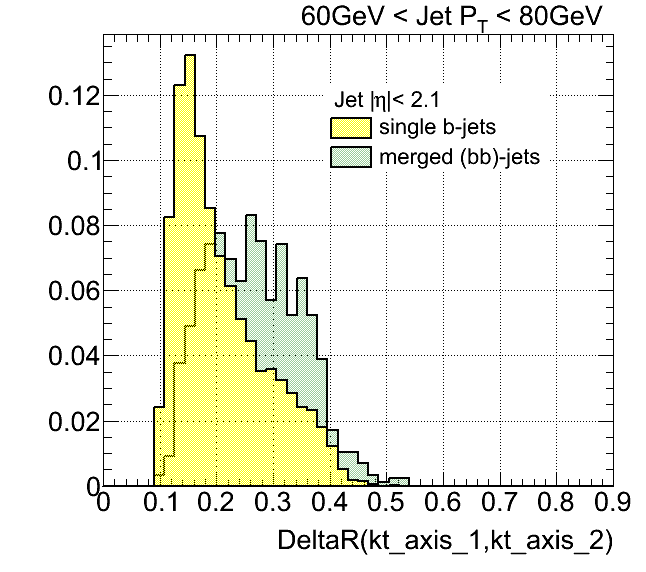 60GeV < Jet P_T < 80GeV
Jet |η|< 2.1
single b-jets
merged (bb)-jets
0.12
0.1
0.08
0.06
0.04
0.02
0
0 0.1 0.2 0.3 0.4 0.5 0.6 0.7 0.8 0.9
DeltaR(kt_axis_1,kt_axis_2)